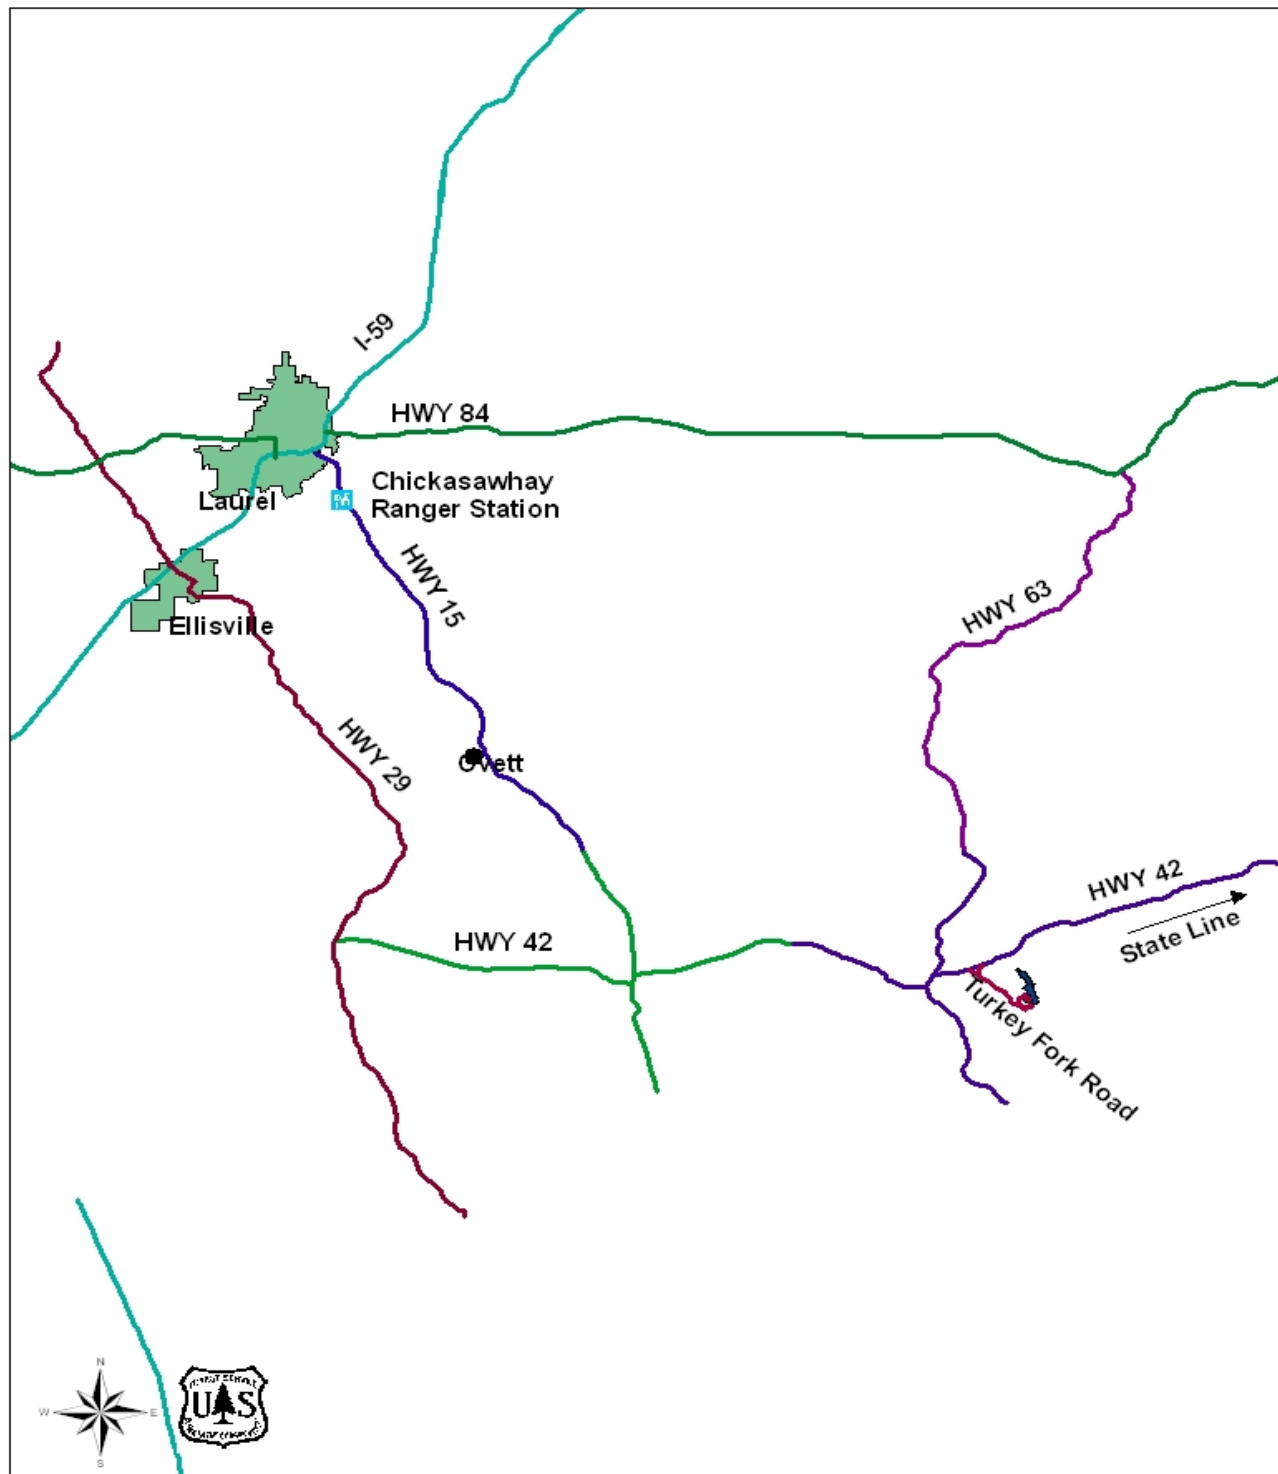 I-59
HWY 84
Chickasawhay
Ranger Station
Laurel
HWY 15
HWY 63
Ellisville
HWY 29
Ovett
HWY 42
HWY 42
State Line
Turkey Fork Road
N
W
E
S
U S